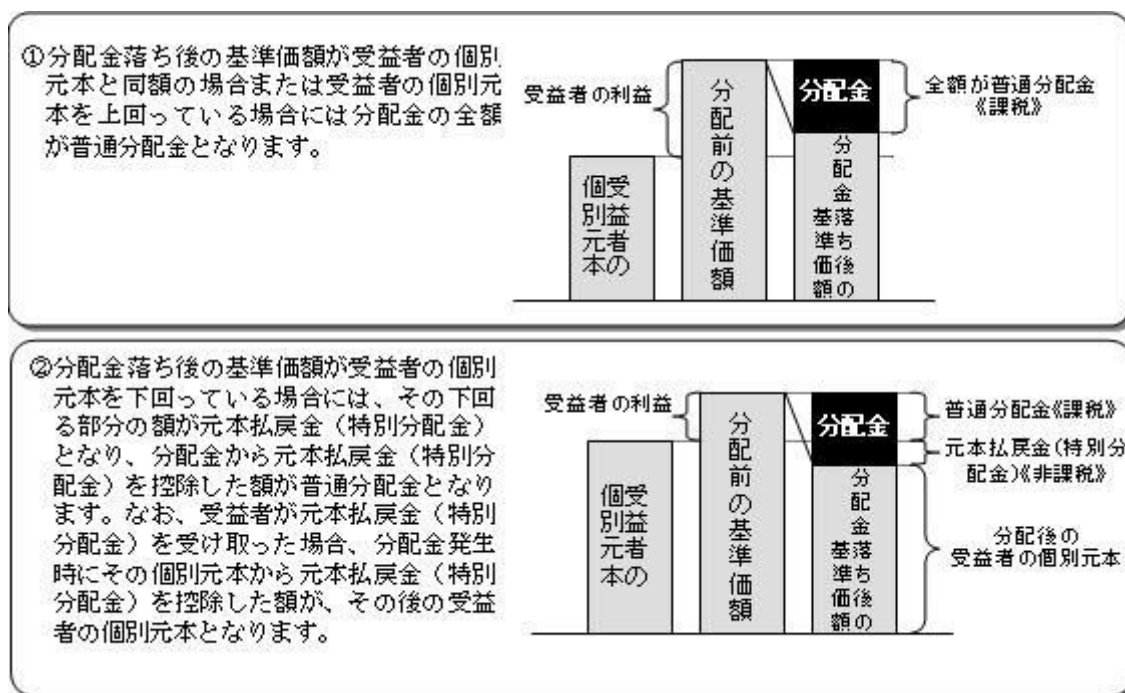 ①分配金落ち後の基準価額が受益者の個別
元本と同額の場合または受益者の個別元
本を上回っている場合には分配金の全額
が普通分配金となります。
受益者の利益
受益者の
個別元本
分配前の基準価額
分配金
分配金落ち後の
基準価額
全額が普通分配金
《課税》
②分配金落ち後の基準価額が受益者の個別
元本を下回っている場合には、その下回
る部分の額が元本払戻金（特別分配金）
となり、分配金から元本払戻金（特別分
配金）を控除した額が普通分配金となり
ます。なお、受益者が元本払戻金（特別
分配金）を受け取った場合、分配金発生
時にその個別元本から元本払戻金（特別
分配金）を控除した額が、その後の受益
者の個別元本となります。
受益者の利益
受益者の
個別元本
分配前の基準価額
分配金
分配金落ち後の
基準価額
普通分配金《課税》
元本払戻金(特別分
配金)《非課税》
分配後の
受益者の個別元本